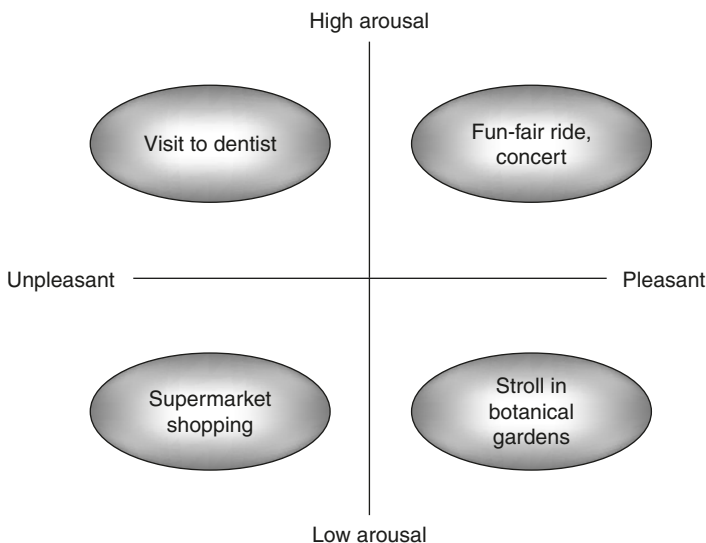 High arousal
Visit to dentist
Fun-fair ride,
concert
Unpleasant
Pleasant
Supermarket
shopping
Stroll in
botanical
gardens
Low arousal